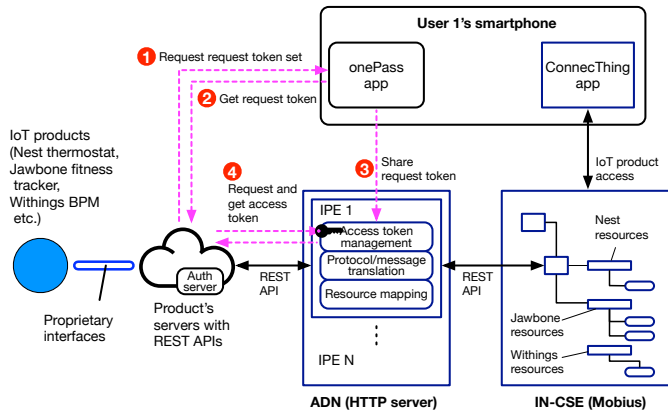 User 1's smartphone
1 Request request token set
onePass
app
ConnecThing
app
2 Get request token
IoT products
(Nest thermostat,
Jawbone fitness
tracker,
Withings BPM
etc.)
4
Request and
get access
token
3 Share
request token
IoT product
access
IPE 1
Access token
management
Protocol/message
translation
Resource mapping
Nest
resources
Auth
server
REST
API
REST
API
Jawbone
resources
Proprietary
interfaces
Product's
servers with
REST APIs
Withings
resources
IPE N
ADN (HTTP server)
IN-CSE (Mobius)